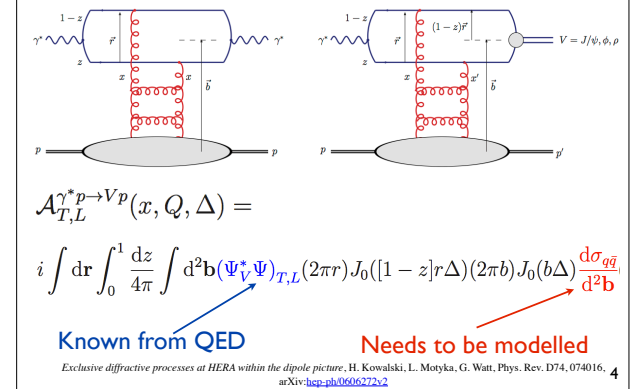 1 − z
γ* r⃗ γ*
z
x x b⃗
p p
1 − z (1 − z)r⃗
γ* r⃗ V = J/ψ, φ, ρ
z
x x′ b⃗
p p′
𝒜_{T,L}^{γ*p→Vp}(x, Q, Δ) =
i ∫ dr ∫_0^1 dz/4π ∫ d²b(Ψ*_VΨ)_{T,L}(2πr)J_0([1 − z]rΔ)(2πb)J_0(bΔ) dσ_{qq̄}/d²b
Known from QED Needs to be modelled
Exclusive diffractive processes at HERA within the dipole picture, H. Kowalski, L. Motyka, G. Watt, Phys. Rev. D74, 074016,
arXiv:hep-ph/0606272v2 4